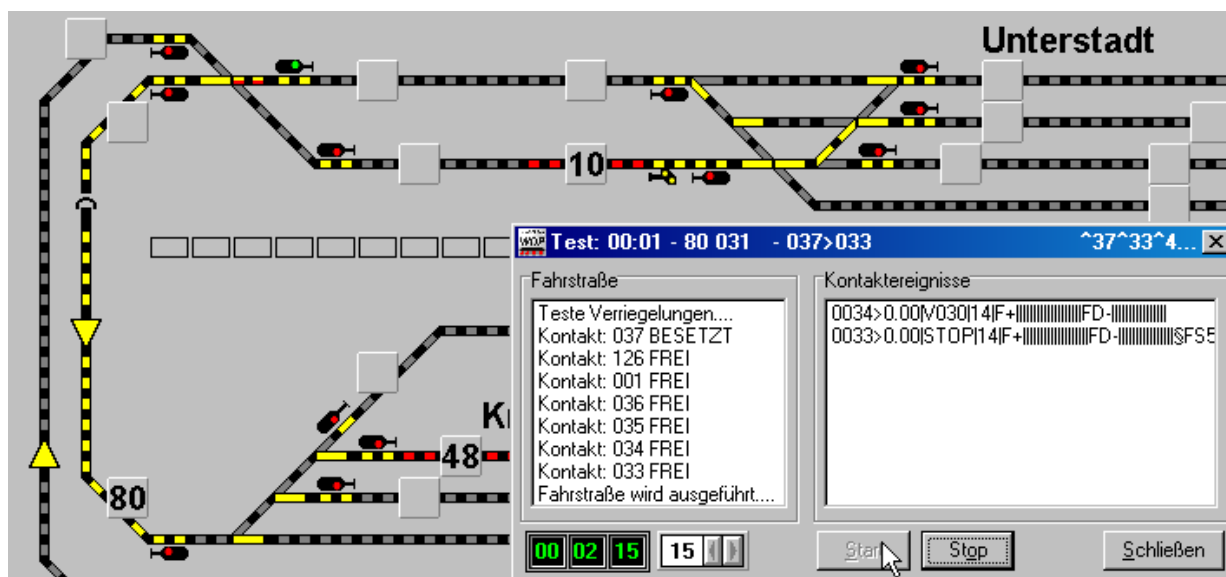 Unterstadt
10
W.D.P
Test: 00:01 - 80 031 - 037>033 ^37^33^4...
Fahrstraße
Teste Verriegelungen....
Kontakt: 037 BESETZT
Kontakt: 126 FREI
Kontakt: 001 FREI
Kontakt: 036 FREI
Kontakt: 035 FREI
Kontakt: 034 FREI
Kontakt: 033 FREI
Fahrstraße wird ausgeführt....
Kontaktereignisse
0034>0.00|V030|14|F+||||||||||||||||FD-||||||||||||||
0033>0.00|STOP|14|F+||||||||||||||||FD-||||||||||||||§FS5
48
80
00 02 15
15
Start
Stop
Schließen